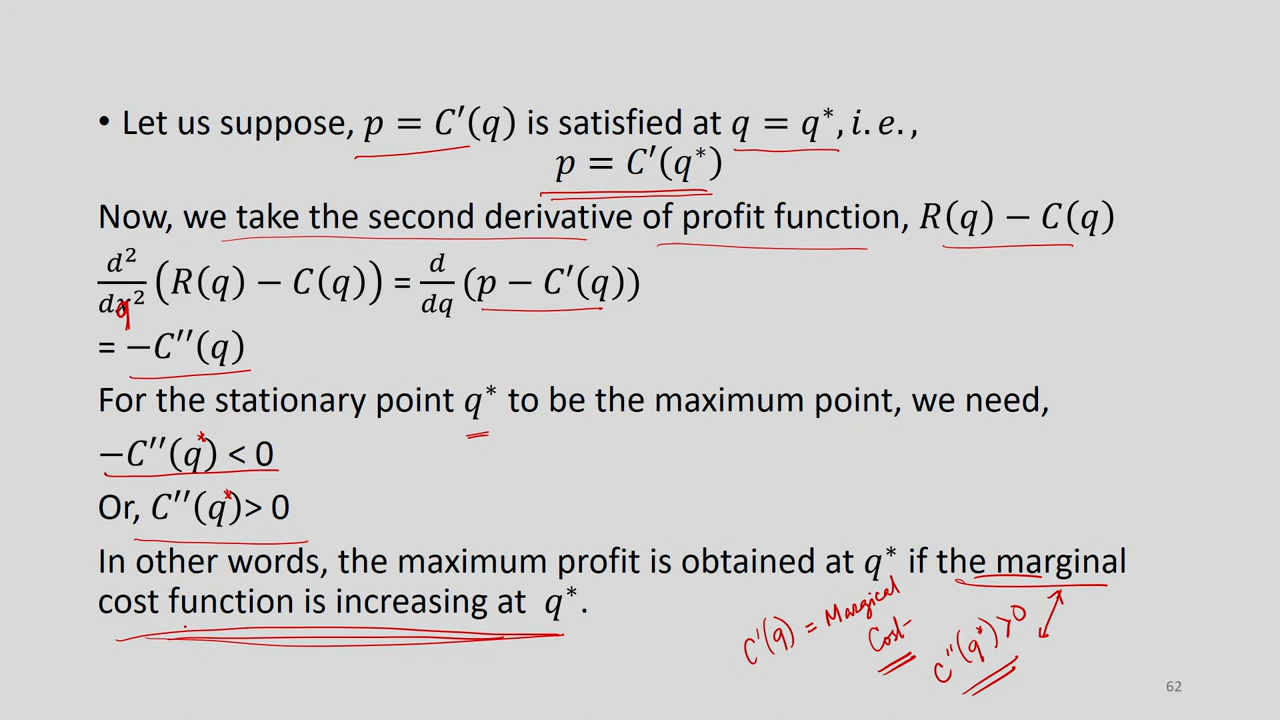 • Let us suppose, p = C′(q) is satisfied at q = q*, i.e.,
p = C′(q*)
Now, we take the second derivative of profit function, R(q) − C(q)
d²/dq² (R(q) − C(q)) = d/dq (p − C′(q))
= −C′′(q)
For the stationary point q* to be the maximum point, we need,
−C′′(q*) < 0
Or, C′′(q*)> 0
In other words, the maximum profit is obtained at q* if the marginal
cost function is increasing at q*.
C′(q) = Marginal
Cost
C′′(q*) > 0
62